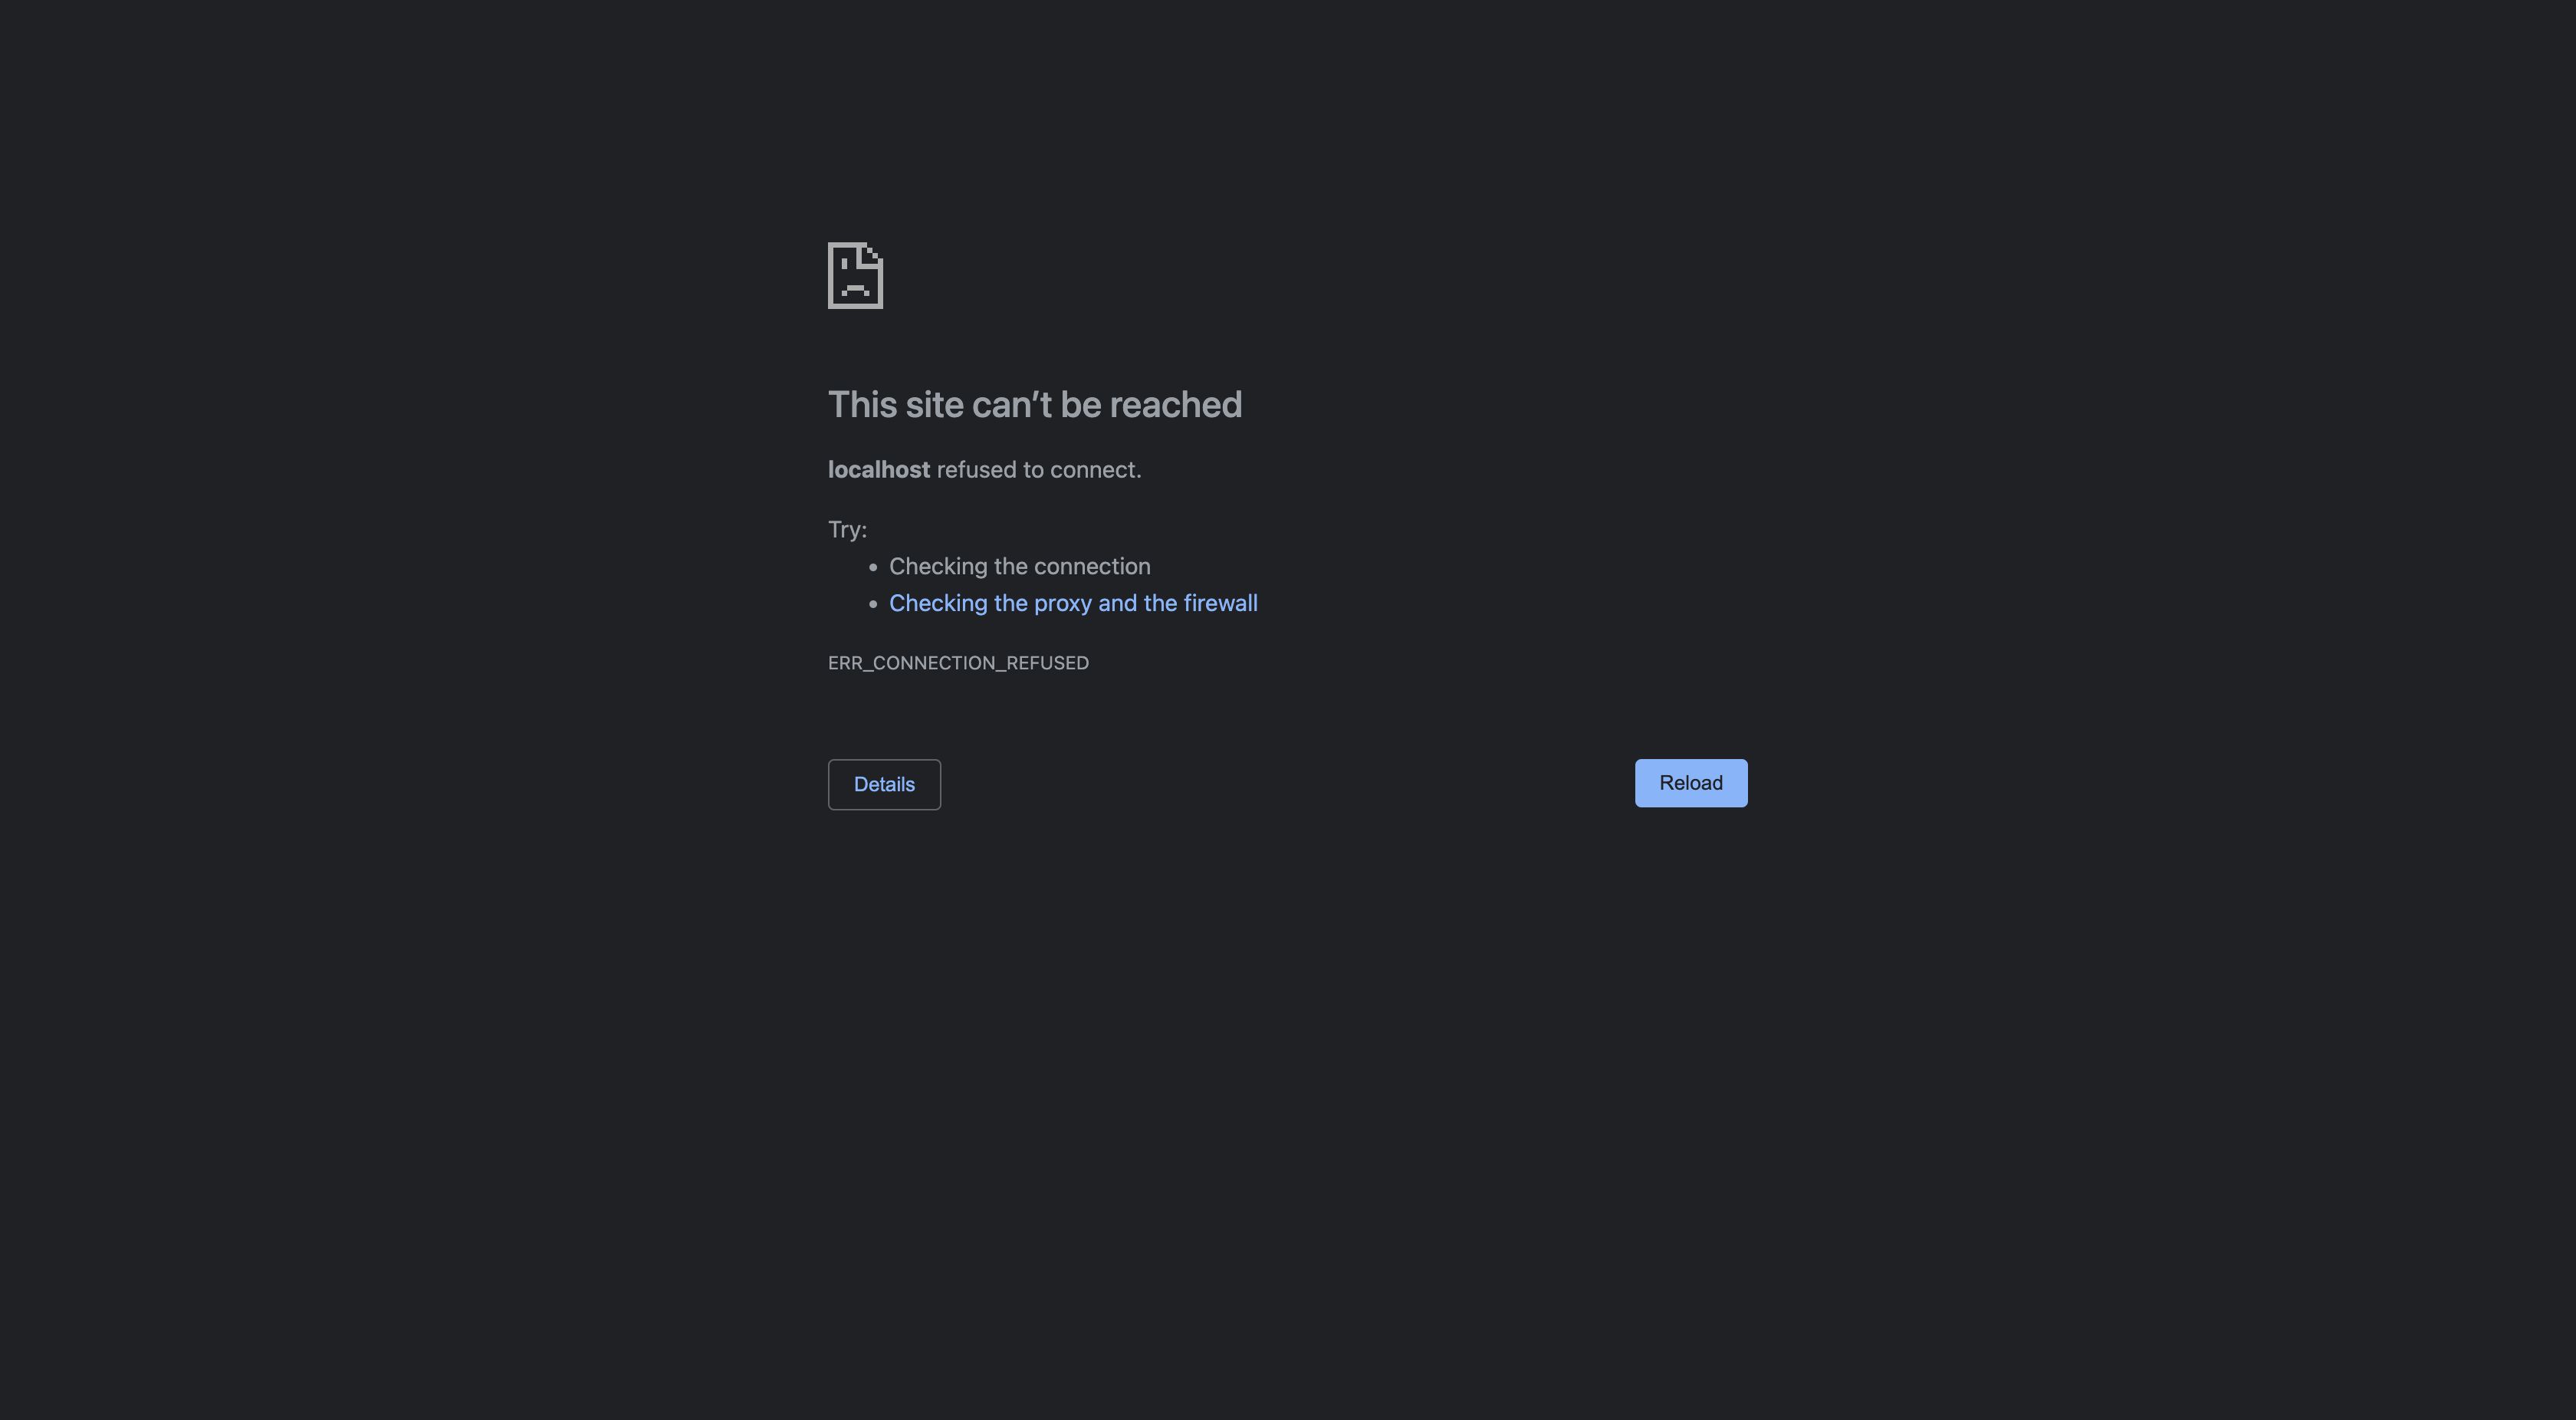 This site can’t be reached
localhost refused to connect.
Try:
• Checking the connection
• Checking the proxy and the firewall
ERR_CONNECTION_REFUSED
Details
Reload